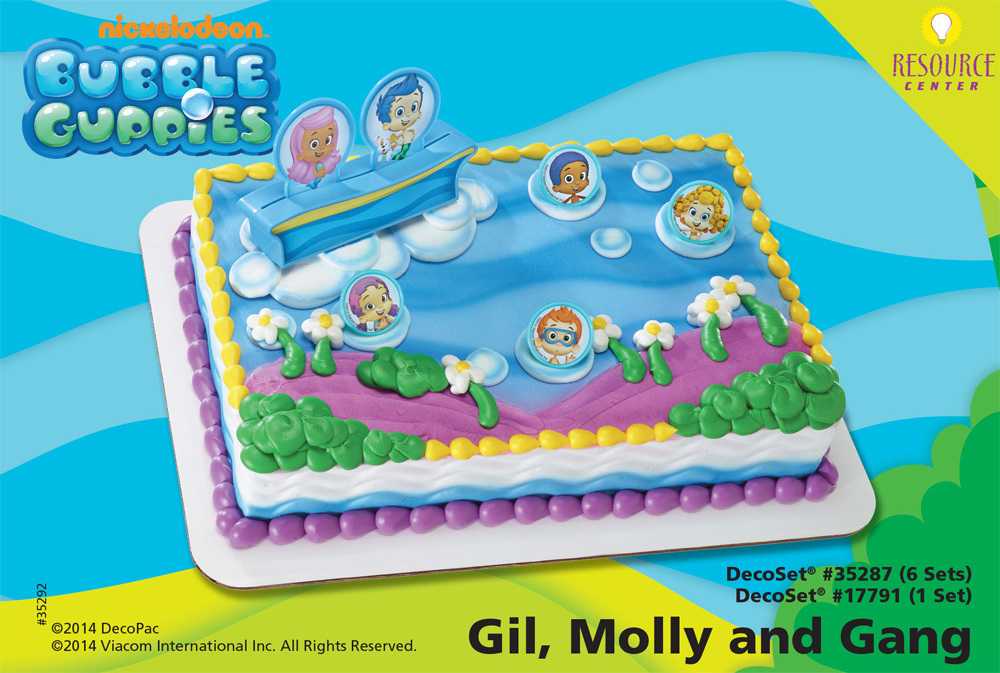 nickelodeon™
BUBBLE
GUPPIES
RESOURCE
CENTER
DecoSet® #35287 (6 Sets)
DecoSet® #17791 (1 Set)
Gil, Molly and Gang
#35292
©2014 DecoPac
©2014 Viacom International Inc. All Rights Reserved.